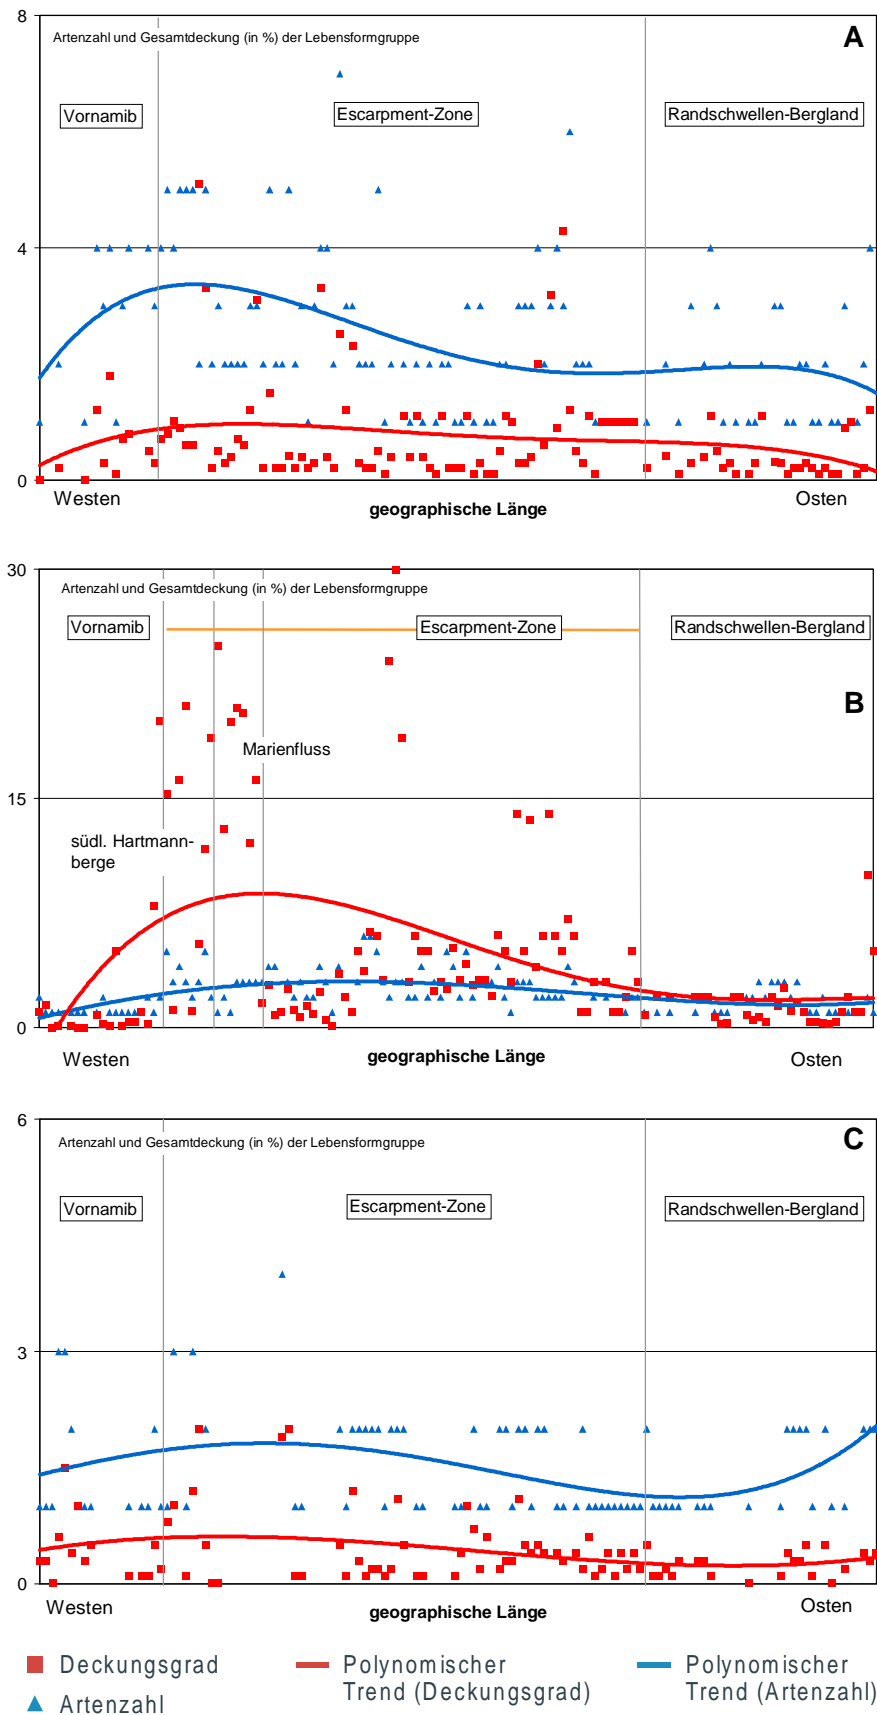 8
Artenzahl und Gesamtdeckung (in %) der Lebensformgruppe
A
Vornamib
Escarpment-Zone
Randschwellen-Bergland
4
0
Westen
Osten
geographische Länge
30
Artenzahl und Gesamtdeckung (in %) der Lebensformgruppe
Vornamib
Escarpment-Zone
Randschwellen-Bergland
B
Marienfluss
15
südl. Hartmann-
berge
0
Westen
geographische Länge
Osten
6
Artenzahl und Gesamtdeckung (in %) der Lebensformgruppe
C
Vornamib
Escarpment-Zone
Randschwellen-Bergland
3
0
Westen
geographische Länge
Osten
Deckungsgrad
Artenzahl
Polynomischer
Trend (Deckungsgrad)
Polynomischer
Trend (Artenzahl)